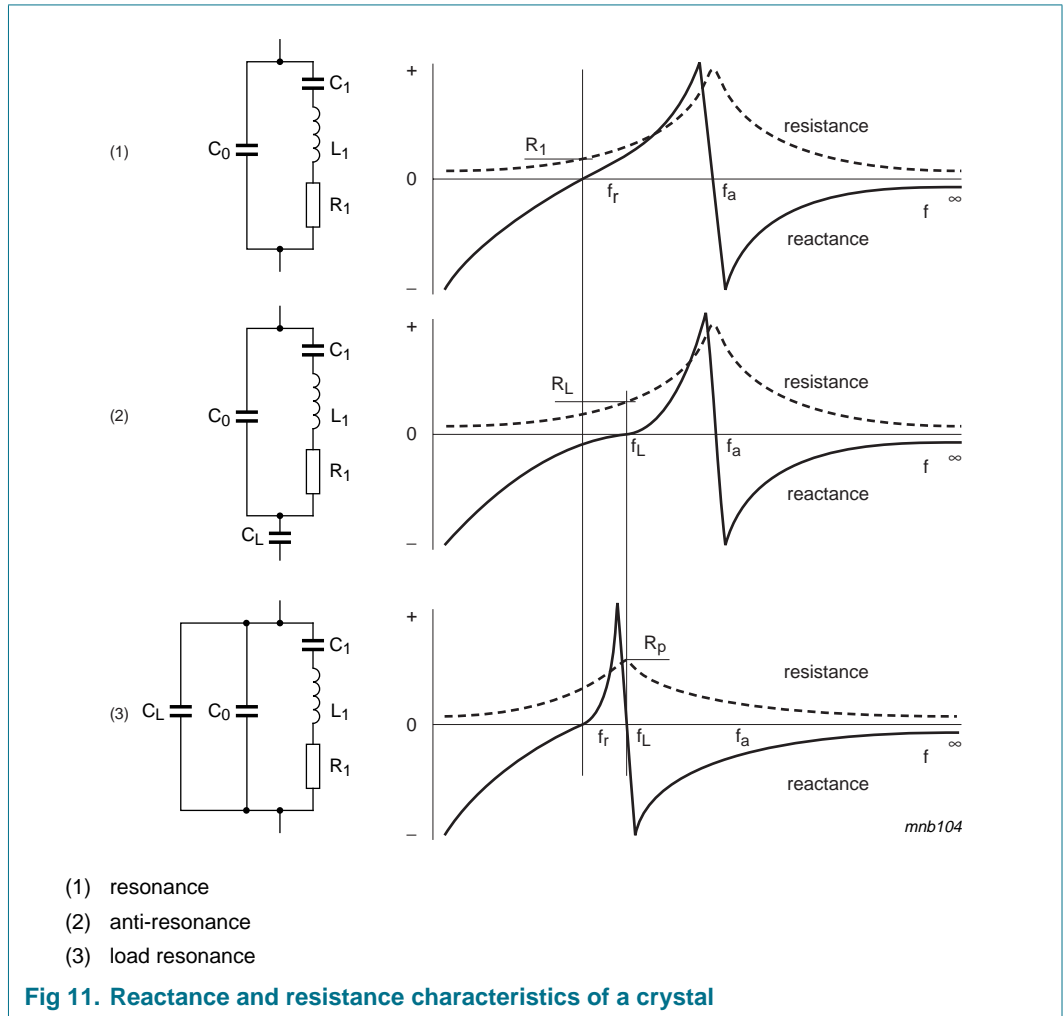 (1)
C0
C1
L1
R1
+
0
−
R1
fr
fa
resistance
reactance
f
∞
(2)
C0
C1
L1
R1
CL
+
0
−
RL
fL
fa
resistance
reactance
f
∞
(3)
CL
C0
C1
L1
R1
+
0
−
Rp
fr
fL
fa
resistance
reactance
f
∞
mnb104
(1) resonance
(2) anti-resonance
(3) load resonance
Fig 11. Reactance and resistance characteristics of a crystal